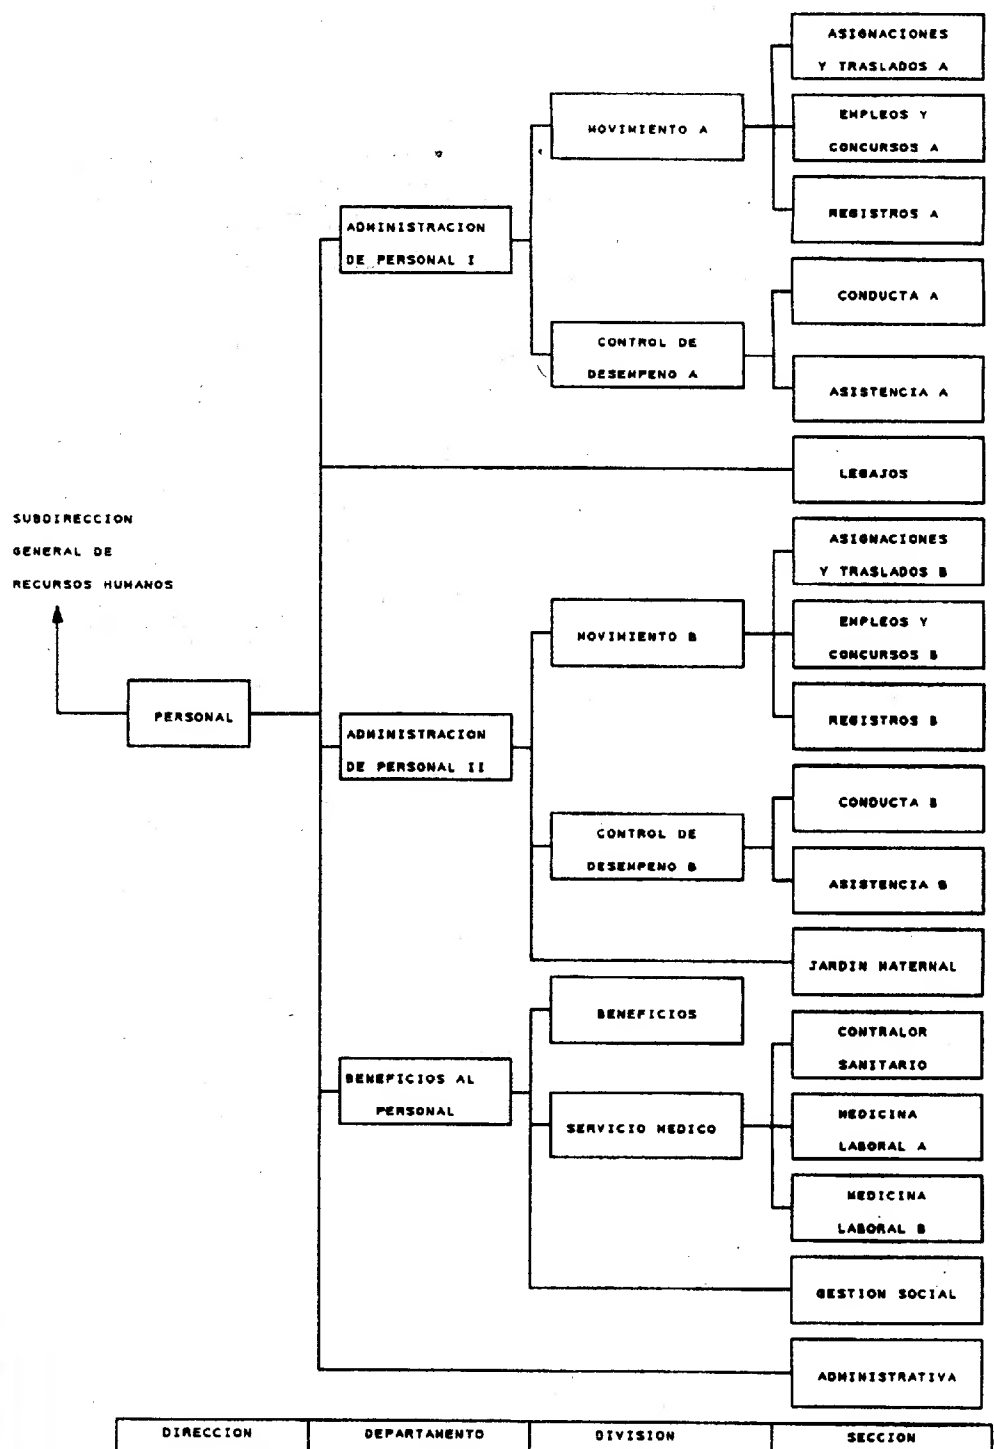 ASIGNACIONES
Y TRASLADOS A
MOVIMIENTO A
EMPLEOS Y
CONCURSOS A
REGISTROS A
ADMINISTRACION
DE PERSONAL I
CONDUCTA A
CONTROL DE
DESEMPENO A
ASISTENCIA A
LEGAJOS
SUBDIRECCION
GENERAL DE
RECURSOS HUMANOS
ASIGNACIONES
Y TRASLADOS B
MOVIMIENTO B
EMPLEOS Y
CONCURSOS B
REGISTROS B
PERSONAL
ADMINISTRACION
DE PERSONAL II
CONDUCTA B
CONTROL DE
DESEMPENO B
ASISTENCIA B
JARDIN MATERNAL
BENEFICIOS
CONTRALOR
SANITARIO
BENEFICIOS AL
PERSONAL
SERVICIO MEDICO
MEDICINA
LABORAL A
MEDICINA
LABORAL B
GESTION SOCIAL
ADMINISTRATIVA
DIRECCION
DEPARTAMENTO
DIVISION
SECCION